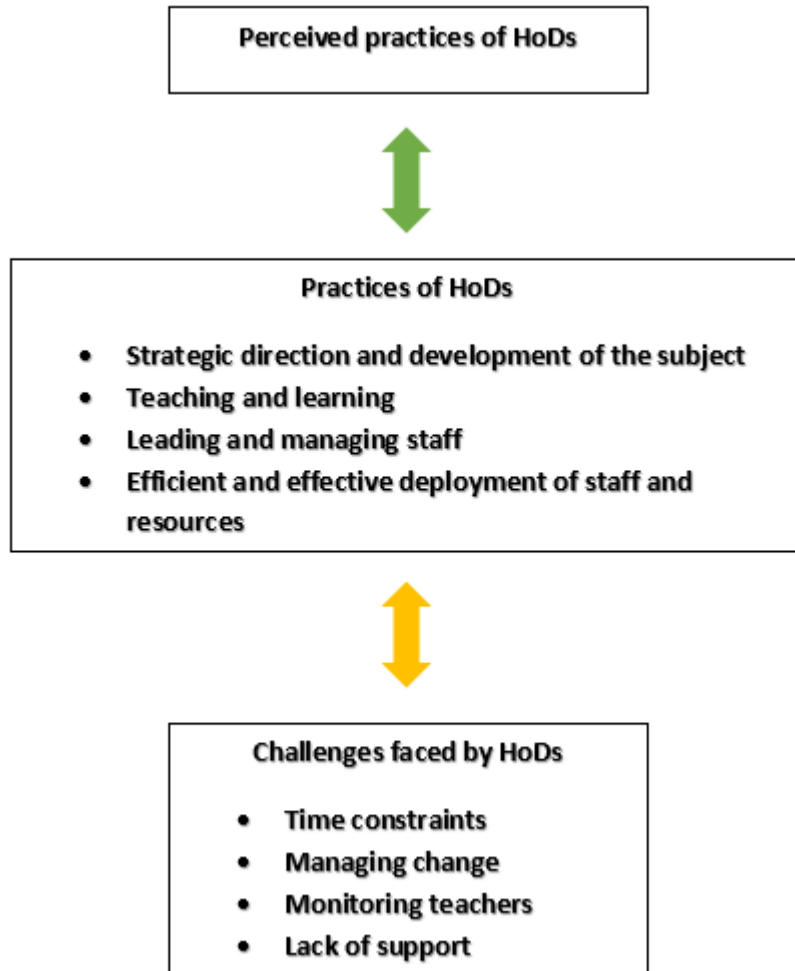 Perceived practices of HoDs
Practices of HoDs
• Strategic direction and development of the subject
• Teaching and learning
• Leading and managing staff
• Efficient and effective deployment of staff and
resources
Challenges faced by HoDs
• Time constraints
• Managing change
• Monitoring teachers
• Lack of support